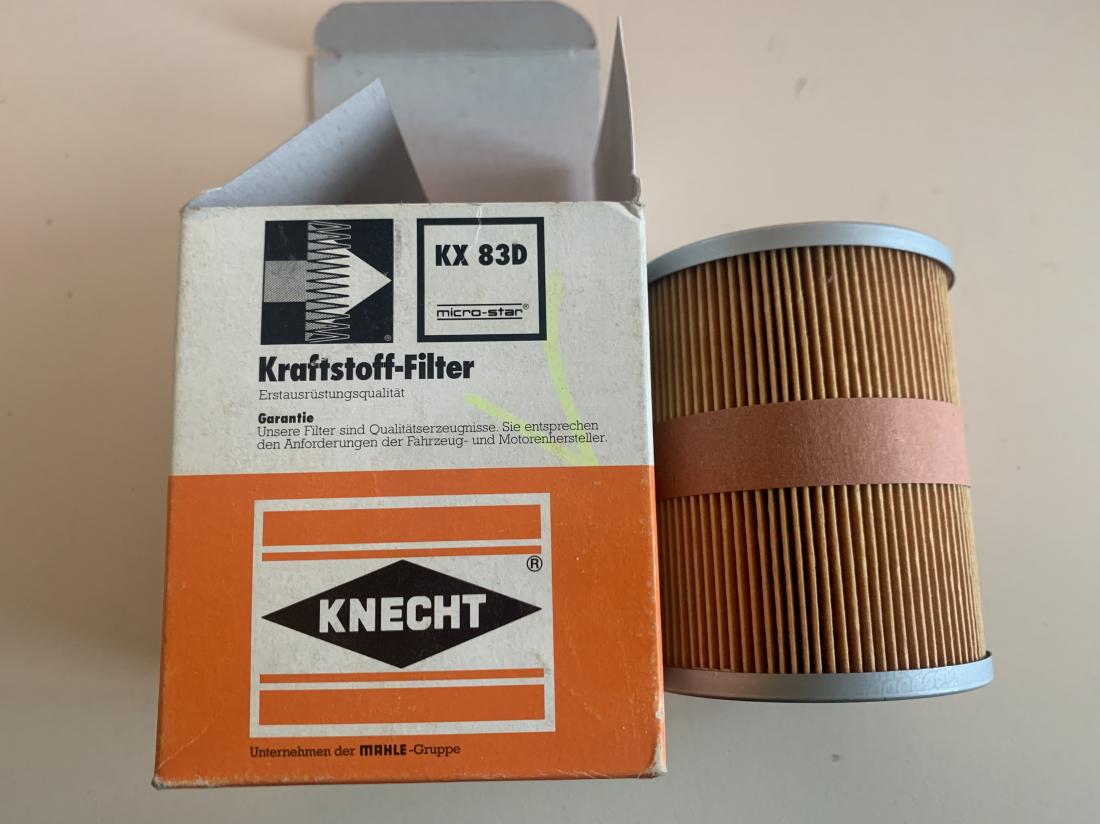 KX 83D
micro-star®
®
Kraftstoff-Filter
Erstausrüstungsqualität
Garantie
Unsere Filter sind Qualitätserzeugnisse. Sie entsprechen
den Anforderungen der Fahrzeug- und Motorenhersteller.
®
KNECHT
Unternehmen der MAHLE-Gruppe